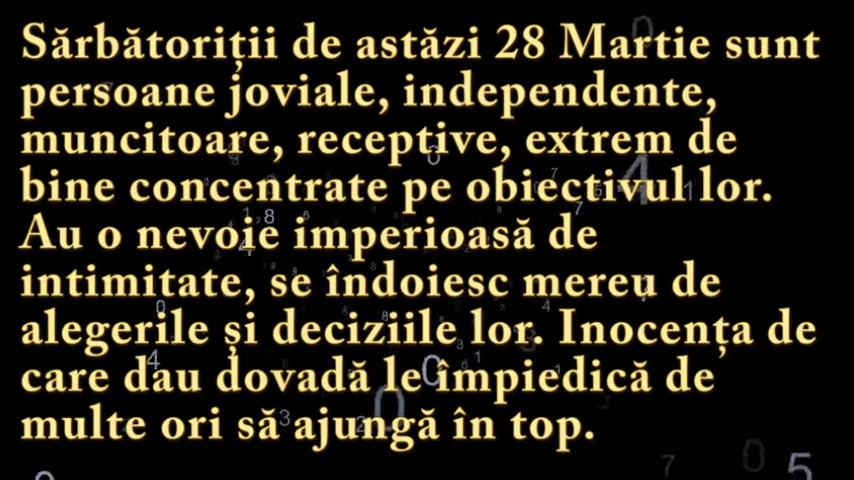 Sărbătoriții de astăzi 28 Martie sunt
persoane joviale, independente,
muncitoare, receptive, extrem de
bine concentrate pe obiectivul lor.
Au o nevoie imperioasă de
intimitate, se îndoiesc mereu de
alegerile și deciziile lor. Inocența de
care dau dovadă le împiedică de
multe ori să ajungă în top.